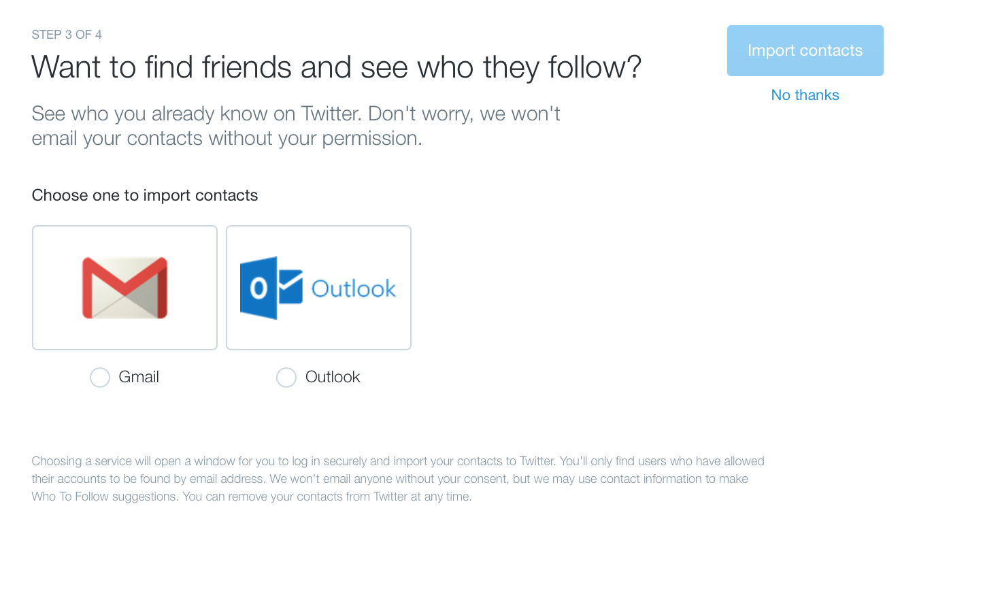 STEP 3 OF 4
Want to find friends and see who they follow?
Import contacts
No thanks
See who you already know on Twitter. Don't worry, we won't
email your contacts without your permission.
Choose one to import contacts
Outlook
Gmail
Outlook
Choosing a service will open a window for you to log in securely and import your contacts to Twitter. You'll only find users who have allowed
their accounts to be found by email address. We won't email anyone without your consent, but we may use contact information to make
Who To Follow suggestions. You can remove your contacts from Twitter at any time.